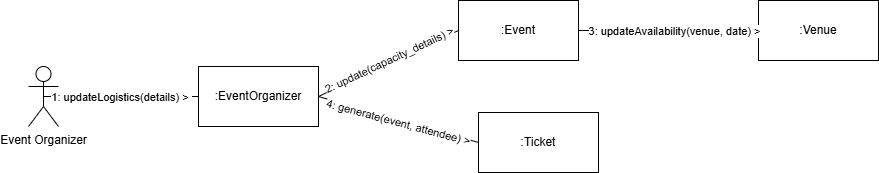 :Event
3: updateAvailability(venue, date) >
:Venue
2: update(capacity_details) >
1: updateLogistics(details) >
:EventOrganizer
4: generate(event, attendee) >
Event Organizer
:Ticket